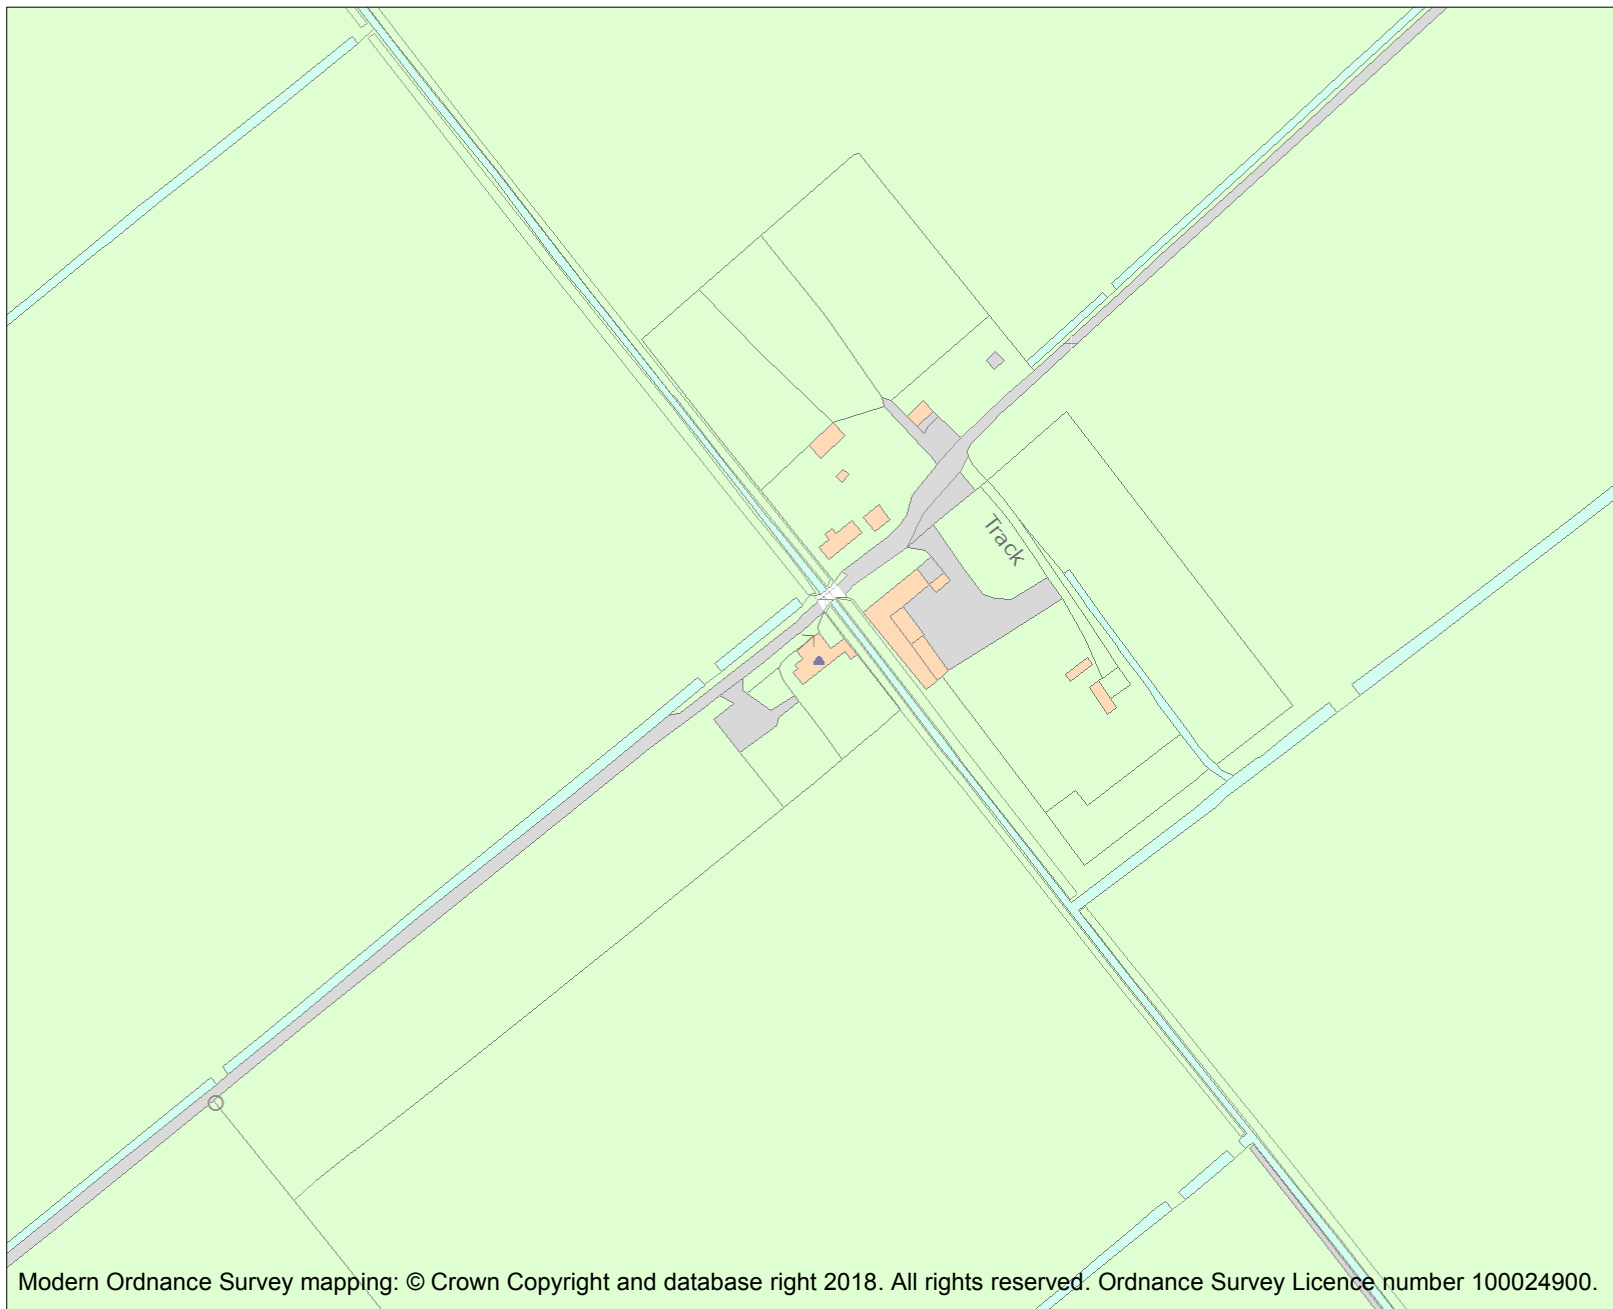 Track
Modern Ordnance Survey mapping: © Crown Copyright and database right 2018. All rights reserved. Ordnance Survey Licence number 100024900.